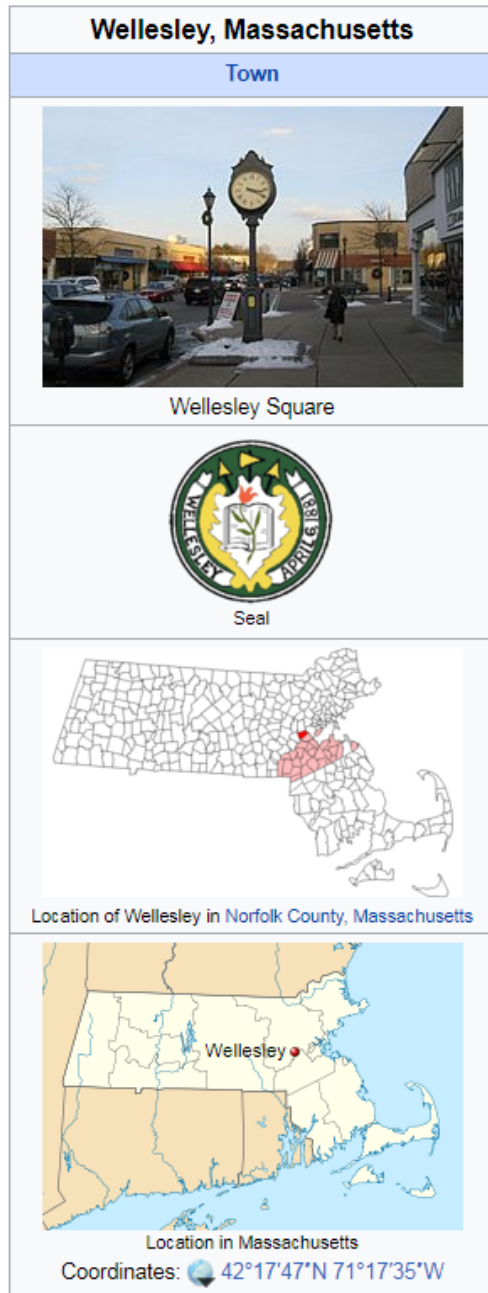 Wellesley, Massachusetts
Town
Wellesley Square
WELLESLEY APRIL 6, 1881
Seal
Location of Wellesley in Norfolk County, Massachusetts
Wellesley
Location in Massachusetts
Coordinates: 42°17′47″N 71°17′35″W